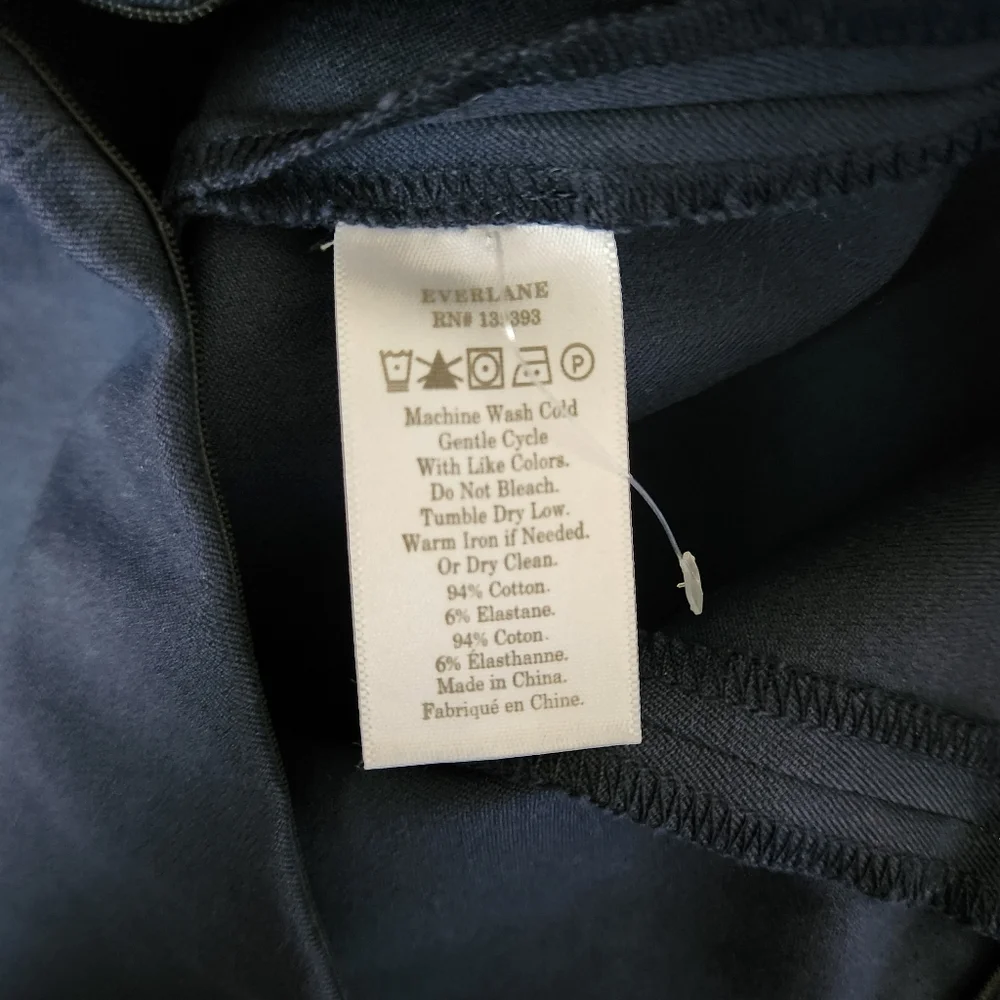 EVERLANE
RN#
P
Machine Wash Cold
Gentle Cycle
With Like Colors.
Do Not Bleach.
Tumble Dry Low.
Warm Iron if Needed.
Or Dry Clean.
94% Cotton.
6% Elastane.
94% Coton.
6% Élasthanne.
Made in China.
Fabriqué en Chine.